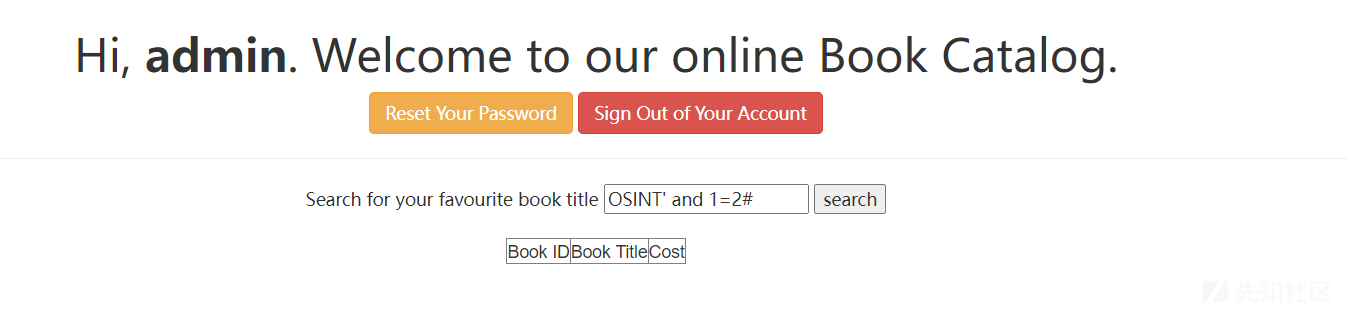 Hi, admin. Welcome to our online Book Catalog.
Reset Your Password Sign Out of Your Account
Search for your favourite book title OSINT' and 1=2# search
Book ID Book Title Cost
先知社区